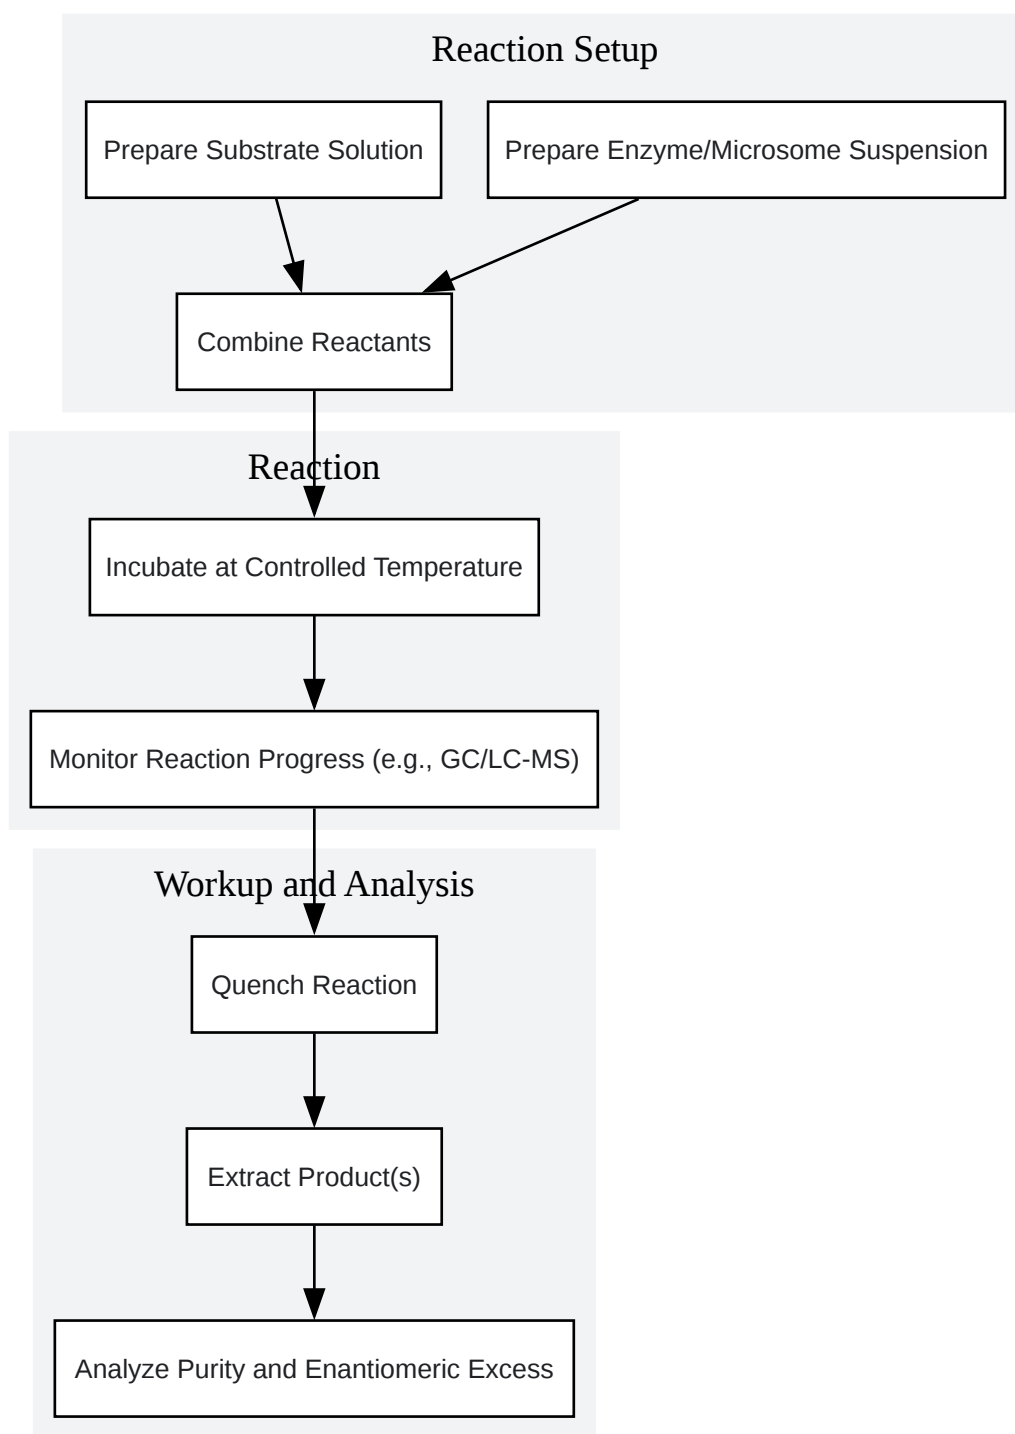 Reaction Setup
Prepare Substrate Solution
Prepare Enzyme/Microsome Suspension
Combine Reactants
Reaction
Incubate at Controlled Temperature
Monitor Reaction Progress (e.g., GC/LC-MS)
Workup and Analysis
Quench Reaction
Extract Product(s)
Analyze Purity and Enantiomeric Excess